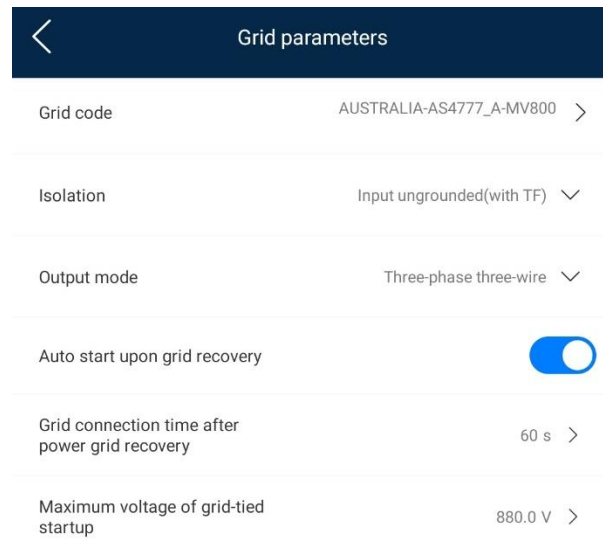 Grid parameters
Grid code AUSTRALIA-AS4777_A-MV800
Isolation Input ungrounded(with TF)
Output mode Three-phase three-wire
Auto start upon grid recovery
Grid connection time after
power grid recovery 60 s
Maximum voltage of grid-tied
startup 880.0 V